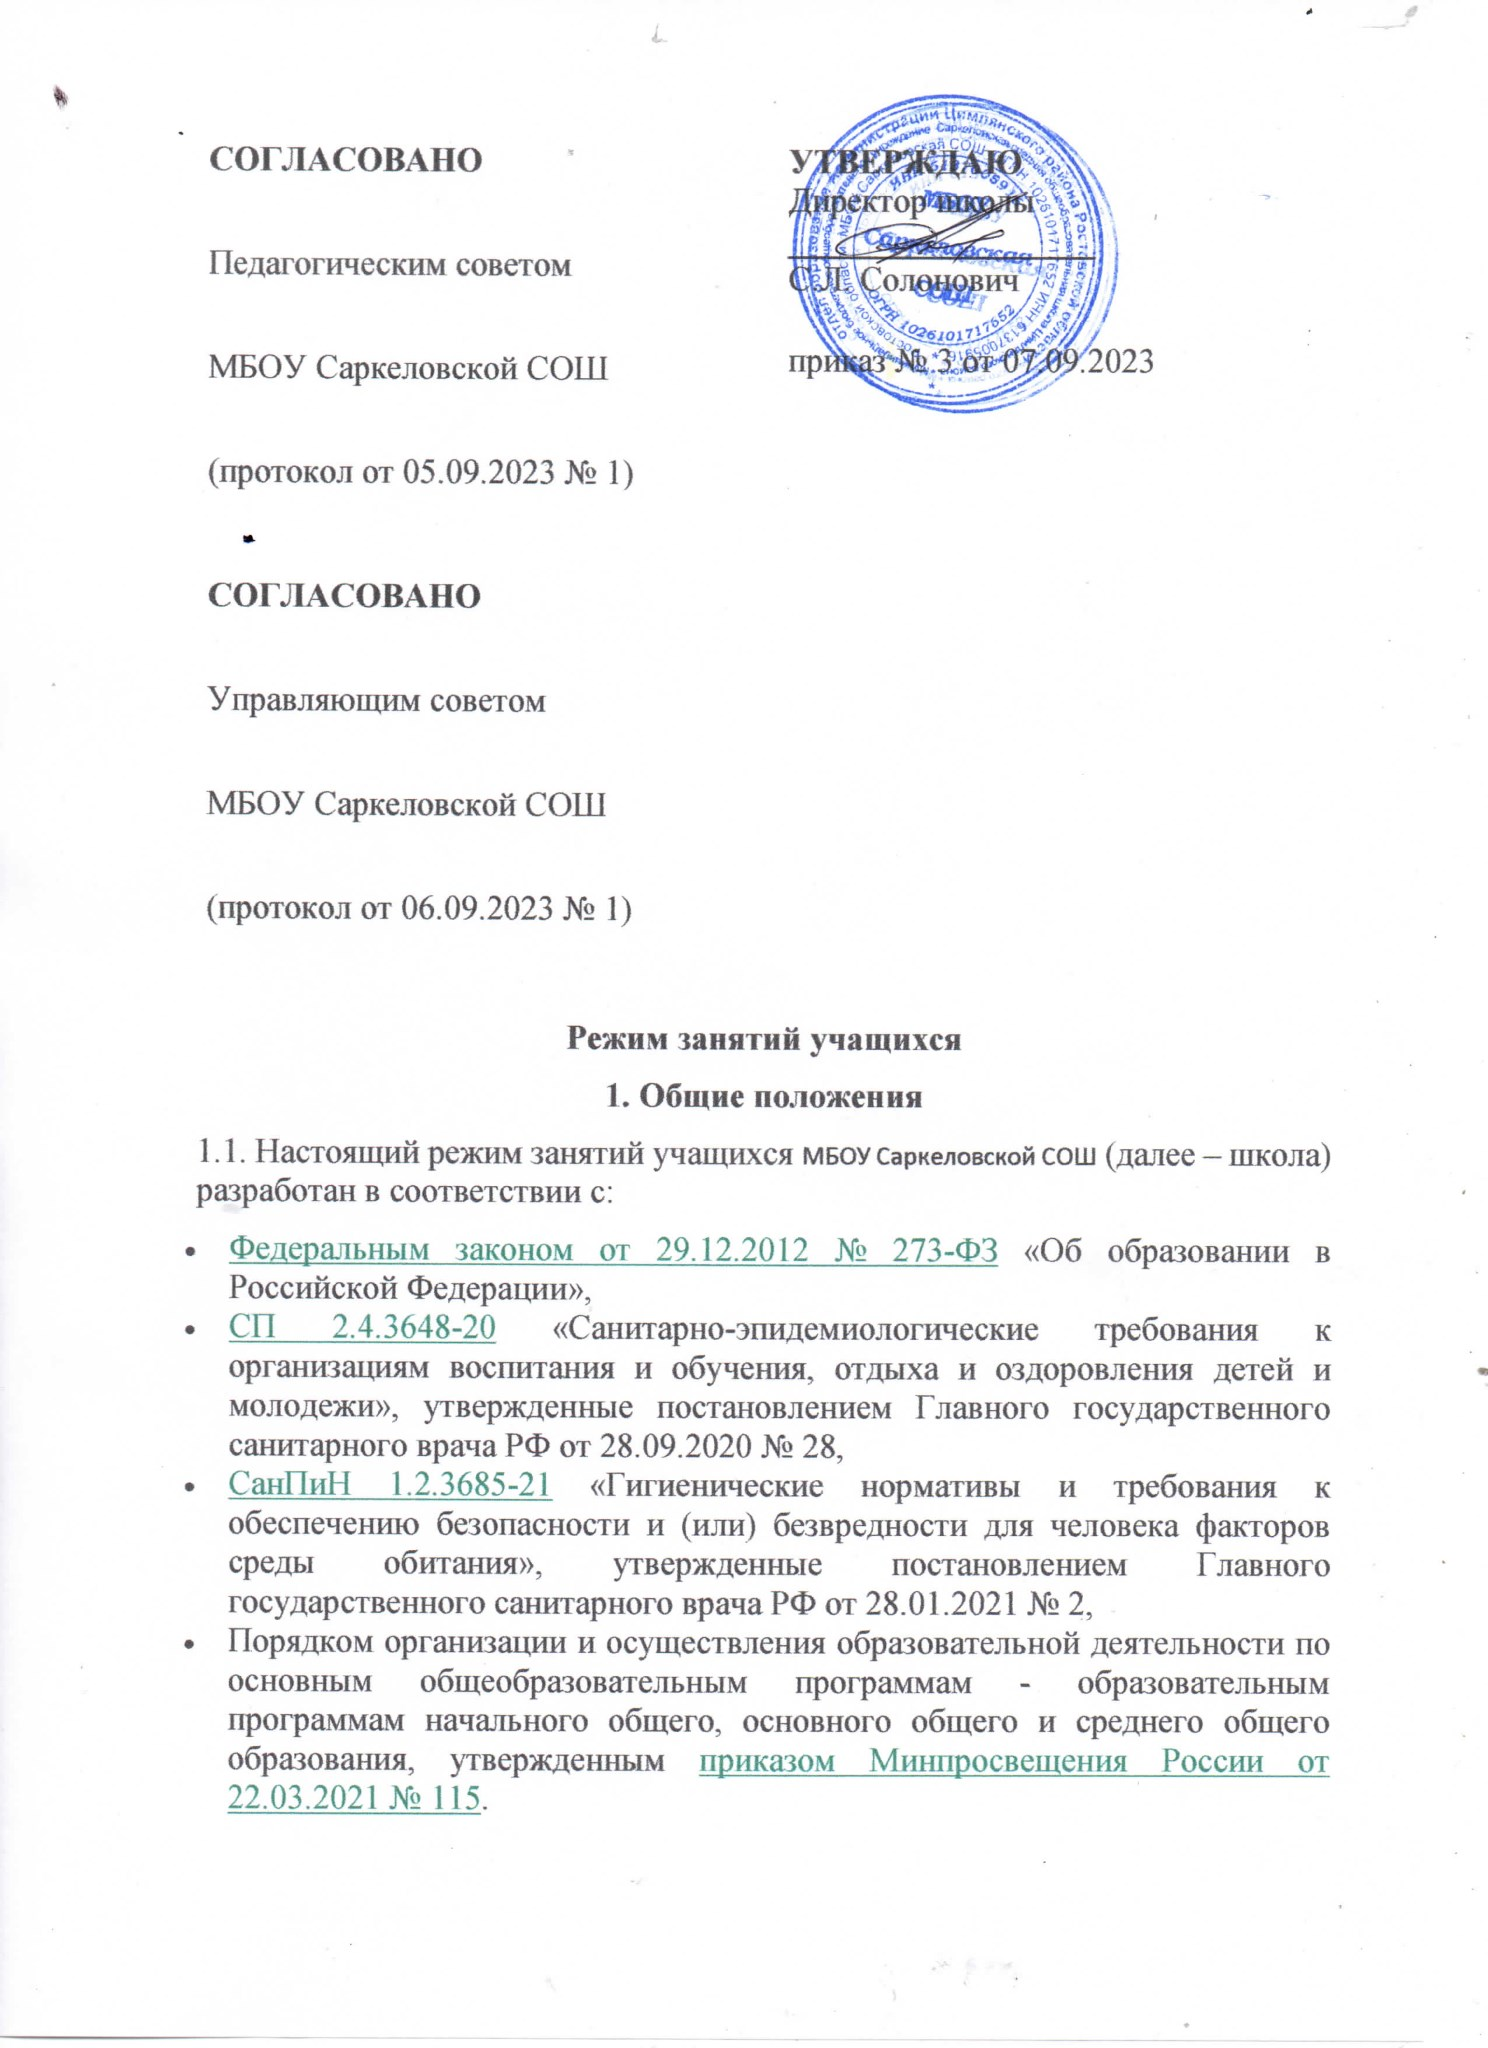 СОГЛАСОВАНО
Педагогическим советом
МБОУ Саркеловской СОШ
(протокол от 05.09.2023 № 1)
УТВЕРЖДАЮ
Директор школы
С.Л. Солонович
приказ № 3 от 07.09.2023
МБОУ
Саркеловская
СОШ
ОГРН 1026101717652
СОГЛАСОВАНО
Управляющим советом
МБОУ Саркеловской СОШ
(протокол от 06.09.2023 № 1)
Режим занятий учащихся
1. Общие положения
1.1. Настоящий режим занятий учащихся МБОУ Саркеловской СОШ (далее – школа)
разработан в соответствии с:
• Федеральным законом от 29.12.2012 № 273-ФЗ «Об образовании в
Российской Федерации»,
• СП 2.4.3648-20 «Санитарно-эпидемиологические требования к
организациям воспитания и обучения, отдыха и оздоровления детей и
молодежи», утвержденные постановлением Главного государственного
санитарного врача РФ от 28.09.2020 № 28,
• СанПиН 1.2.3685-21 «Гигиенические нормативы и требования к
обеспечению безопасности и (или) безвредности для человека факторов
среды обитания», утвержденные постановлением Главного
государственного санитарного врача РФ от 28.01.2021 № 2,
• Порядком организации и осуществления образовательной деятельности по
основным общеобразовательным программам - образовательным
программам начального общего, основного общего и среднего общего
образования, утвержденным приказом Минпросвещения России от
22.03.2021 № 115.